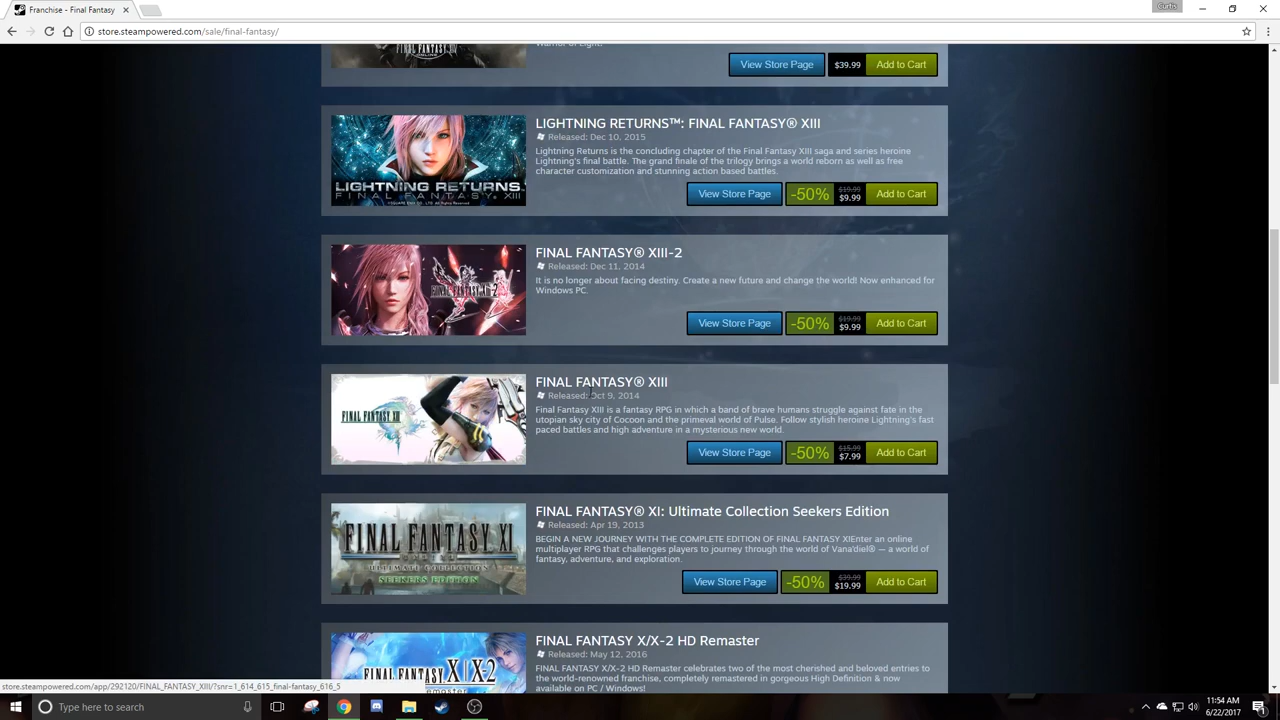 Franchise - Final Fantasy
Curtis
store.steampowered.com/sale/final-fantasy/
ONLINE
View Store Page
$39.99
Add to Cart
LIGHTNING RETURNS
FINAL FANTASY XIII
LIGHTNING RETURNS™: FINAL FANTASY® XIII
Released: Dec 10, 2015
Lightning Returns is the concluding chapter of the Final Fantasy XIII saga and series heroine
Lightning's final battle. The grand finale of the trilogy brings a world reborn as well as free
character customization and stunning action based battles.
View Store Page
-50%
$19.99
$9.99
Add to Cart
FINAL FANTASY® XIII-2
Released: Dec 11, 2014
It is no longer about facing destiny. Create a new future and change the world! Now enhanced for
Windows PC.
View Store Page
-50%
$19.99
$9.99
Add to Cart
FINAL FANTASY XIII
FINAL FANTASY® XIII
Released: Oct 9, 2014
Final Fantasy XIII is a fantasy RPG in which a band of brave humans struggle against fate in the
utopian sky city of Cocoon and the primeval world of Pulse. Follow stylish heroine Lightning's fast
paced battles and high adventure in a mysterious new world.
View Store Page
-50%
$15.99
$7.99
Add to Cart
FINAL FANTASY XI
ULTIMATE COLLECTION
SEEKERS EDITION
FINAL FANTASY® XI: Ultimate Collection Seekers Edition
Released: Apr 19, 2013
BEGIN A NEW JOURNEY WITH THE COMPLETE EDITION OF FINAL FANTASY XIEnter an online
multiplayer RPG that challenges players to journey through the world of Vana'diel® — a world of
fantasy, adventure, and exploration.
View Store Page
-50%
$39.99
$19.99
Add to Cart
FINAL FANTASY X|X2
FINAL FANTASY X/X-2 HD Remaster
Released: May 12, 2016
FINAL FANTASY X/X-2 HD Remaster celebrates two of the most cherished and beloved entries to
the world-renowned franchise, completely remastered in gorgeous High Definition & now
available on PC / Windows!
store.steampowered.com/app/292120/FINAL_FANTASY_XIII/?snr=1_614_615_final-fantasy_616_5
Type here to search
11:54 AM
6/22/2017